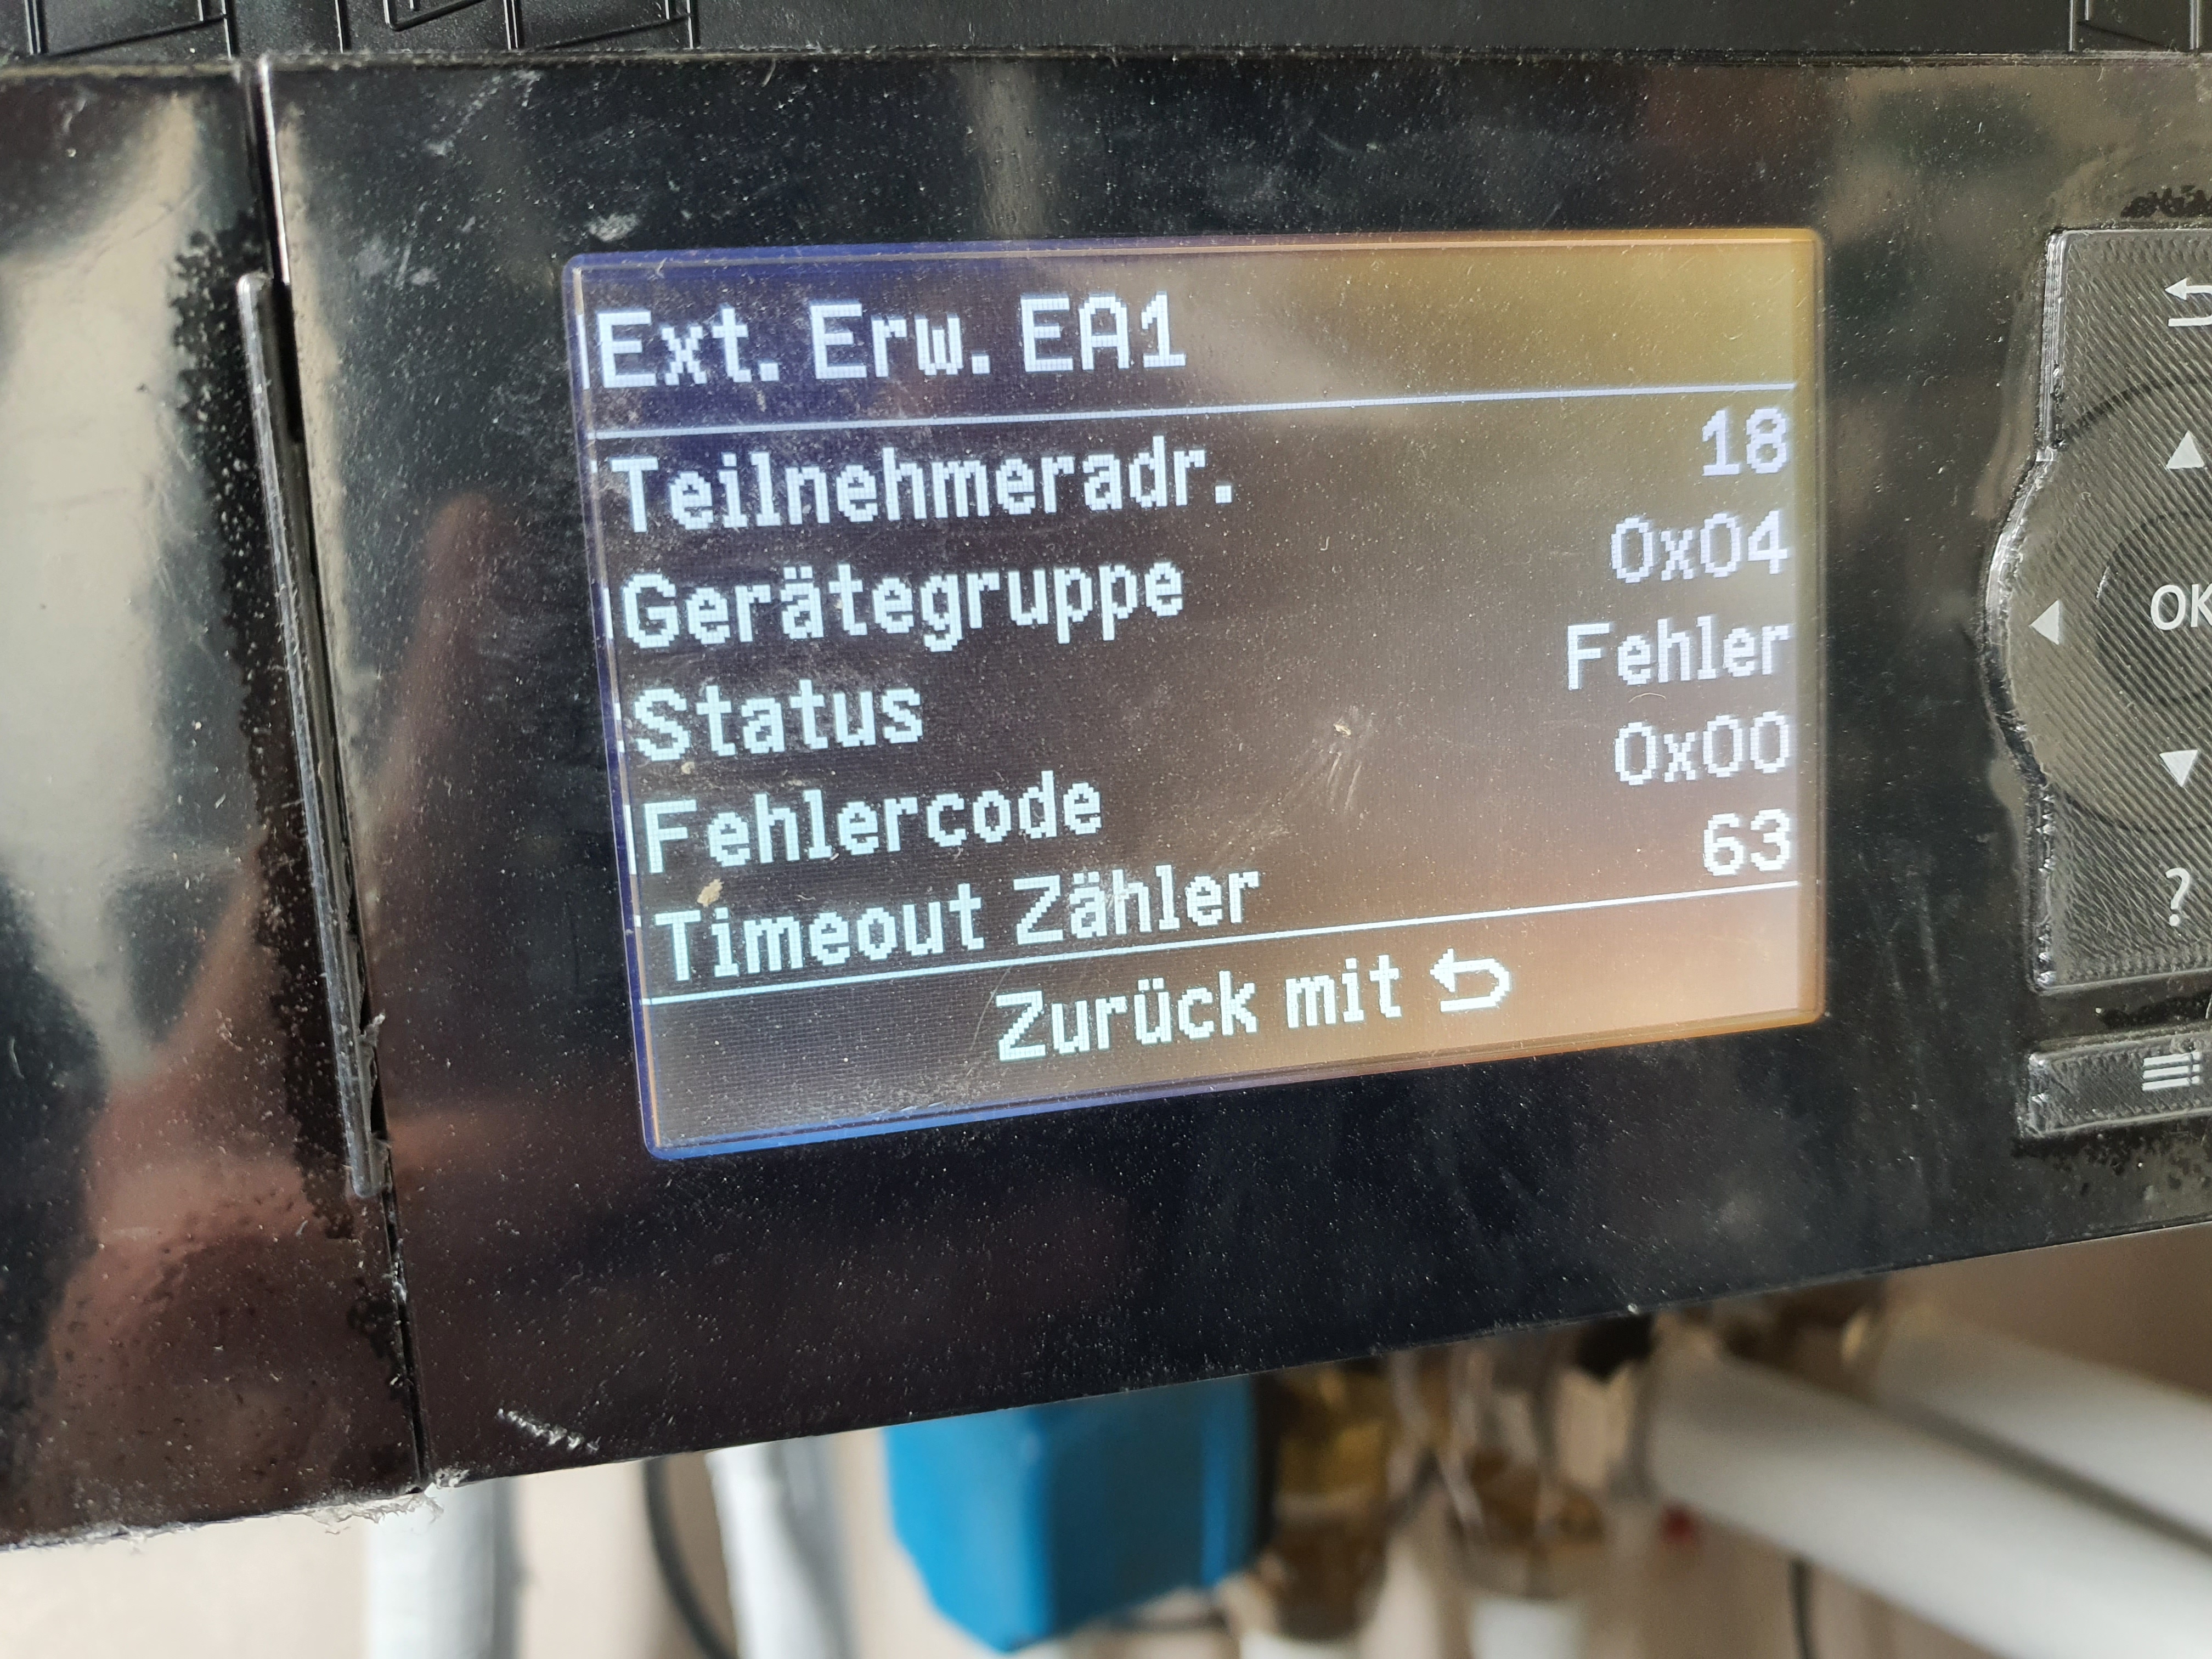 Ext. Erw. EA1
Teilnehmeradr. 18
Gerätegruppe 0x04
Status Fehler
Fehlercode 0x00
Timeout Zähler 63
Zurück mit
OK
?